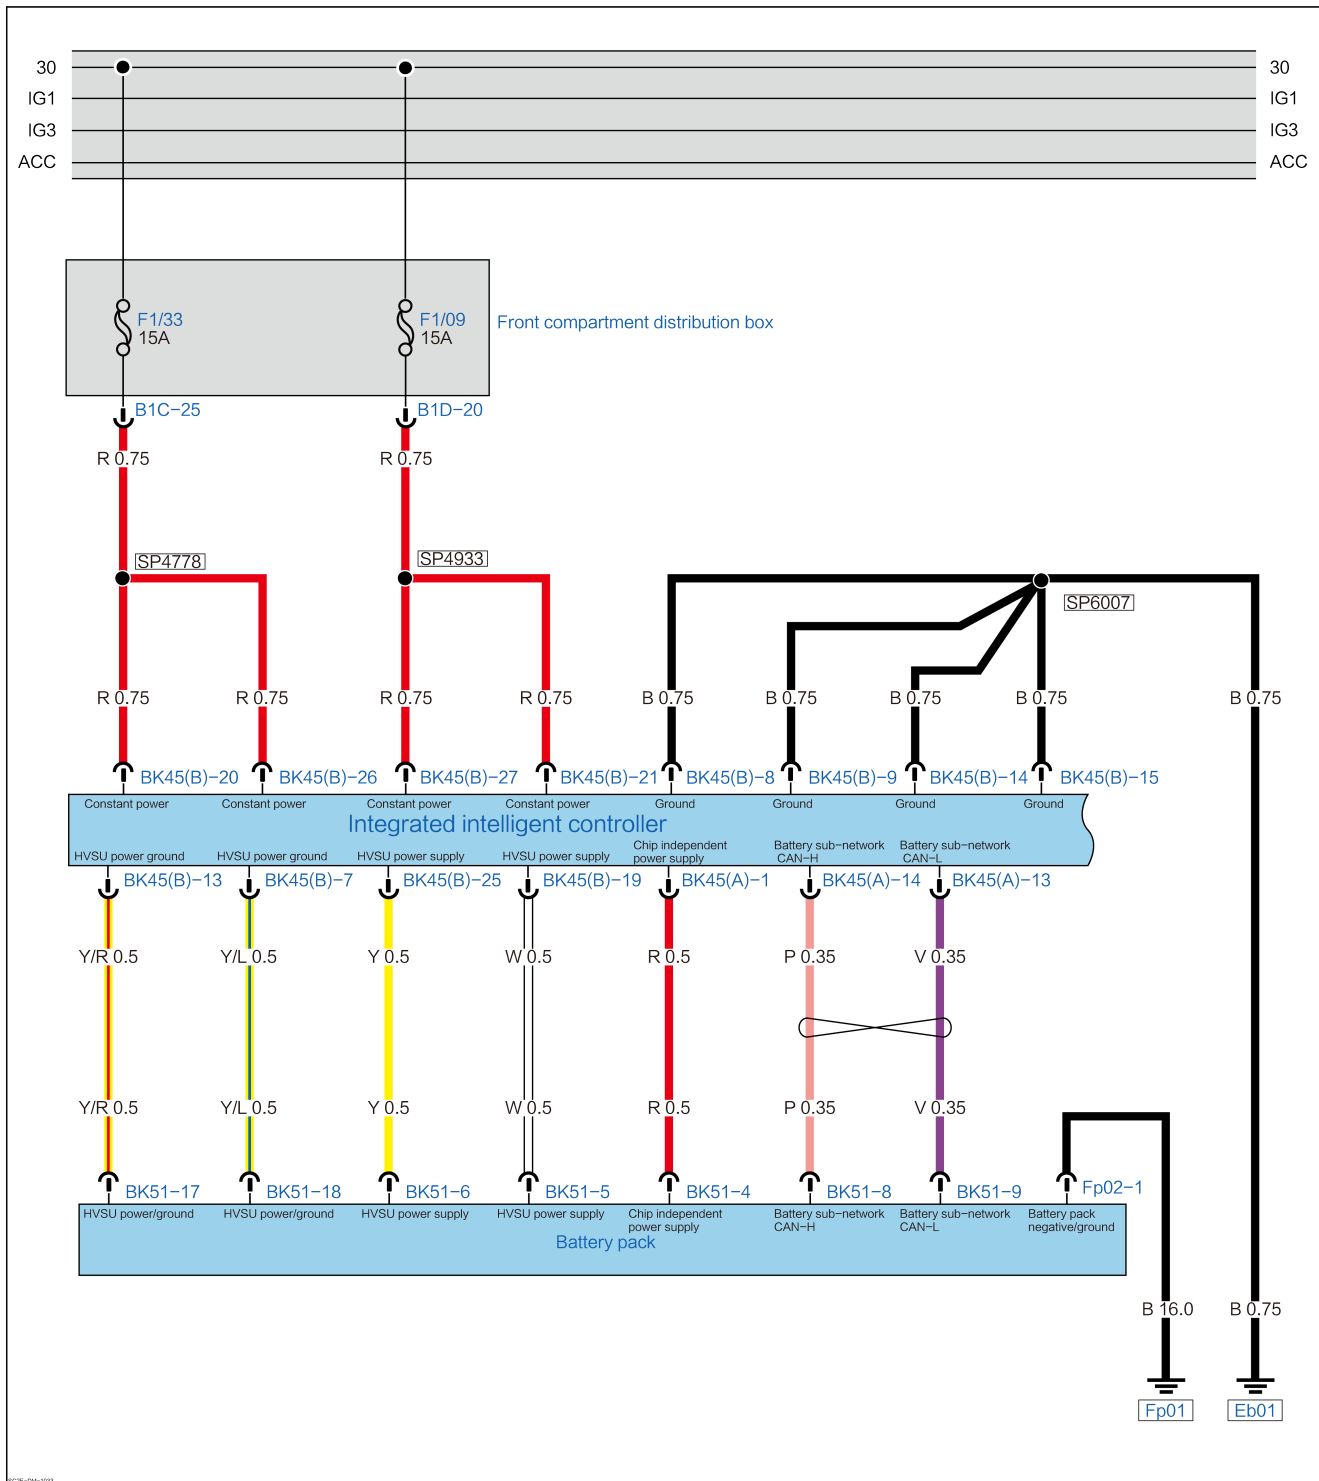 30 30
IG1 IG1
IG3 IG3
ACC ACC
F1/33 F1/09 Front compartment distribution box
15A 15A
B1C−25 B1D−20
R 0.75 R 0.75
SP4778 SP4933
SP6007
R 0.75 R 0.75 R 0.75 R 0.75 B 0.75 B 0.75 B 0.75 B 0.75 B 0.75
BK45(B)−20 BK45(B)−26 BK45(B)−27 BK45(B)−21 BK45(B)−8 BK45(B)−9 BK45(B)−14 BK45(B)−15
Constant power Constant power Constant power Constant power Ground Ground Ground Ground
Integrated intelligent controller
HVSU power ground HVSU power ground HVSU power supply HVSU power supply
Chip independent
power supply
Battery sub−network
CAN−H
Battery sub−network
CAN−L
BK45(B)−13 BK45(B)−7 BK45(B)−25 BK45(B)−19 BK45(A)−1 BK45(A)−14 BK45(A)−13
Y/R 0.5 Y/L 0.5 Y 0.5 W 0.5 R 0.5 P 0.35 V 0.35
Y/R 0.5 Y/L 0.5 Y 0.5 W 0.5 R 0.5 P 0.35 V 0.35
BK51−17 BK51−18 BK51−6 BK51−5 BK51−4 BK51−8 BK51−9 Fp02−1
HVSU power/ground HVSU power/ground HVSU power supply HVSU power supply
Chip independent
power supply
Battery sub−network
CAN−H
Battery sub−network
CAN−L
Battery pack
negative/ground
Battery pack
B 16.0 B 0.75
Fp01 Eb01